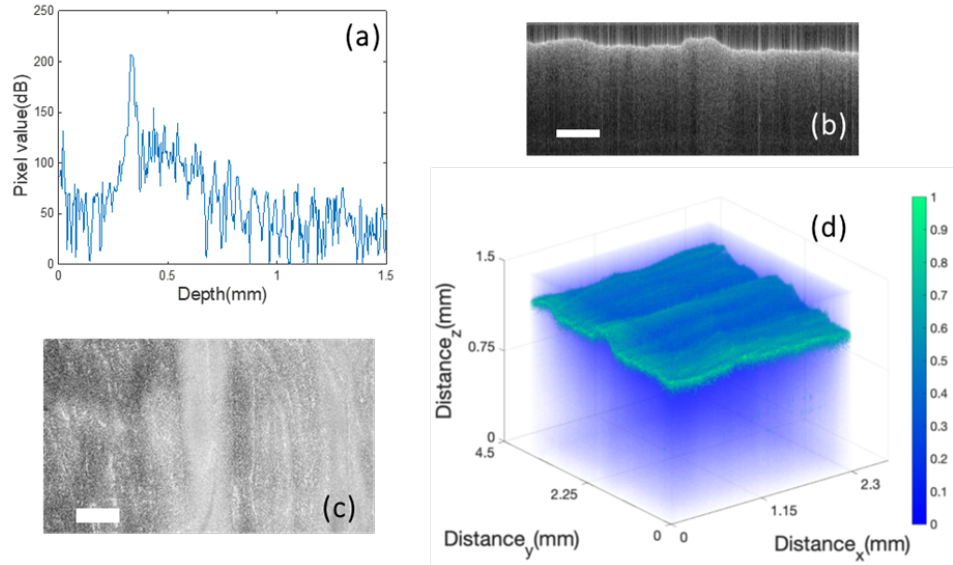 (a)
250
200
150
100
50
0
Pixel value(dB)
0 0.5 1 1.5
Depth(mm)
(b)
(c)
(d)
1.5
0.75
0
Distance_z(mm)
4.5
2.25
0
Distance_y(mm)
0
1.15
2.3
Distance_x(mm)
1
0.9
0.8
0.7
0.6
0.5
0.4
0.3
0.2
0.1
0